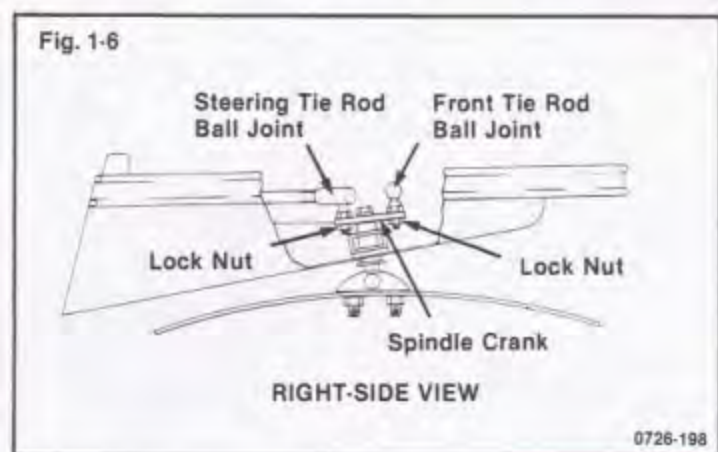 Fig. 1-6
Steering Tie Rod
Ball Joint
Front Tie Rod
Ball Joint
Lock Nut
Lock Nut
Spindle Crank
RIGHT-SIDE VIEW
0726-198